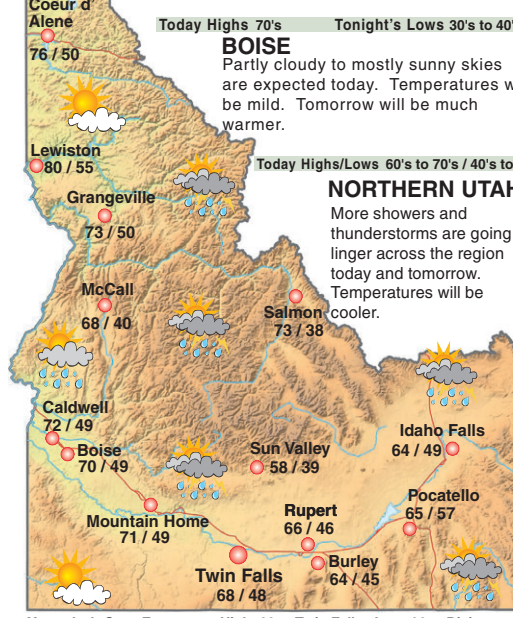 Coeur d'
Alene
76 / 50
Today Highs 70's Tonight's Lows 30's to 40
BOISE
Partly cloudy to mostly sunny skies
are expected today. Temperatures w
be mild. Tomorrow will be much
warmer.
Today Highs/Lows 60's to 70's / 40's to
NORTHERN UTAH
More showers and
thunderstorms are going
linger across the region
today and tomorrow.
Temperatures will be
cooler.
Lewiston
80 / 55
Grangeville
73 / 50
McCall
68 / 40
Salmon
73 / 38
Caldwell
72 / 49
Boise
70 / 49
Sun Valley
58 / 39
Idaho Falls
64 / 49
Mountain Home
71 / 49
Rupert
66 / 46
Pocatello
65 / 57
Twin Falls
68 / 48
Burley
64 / 45